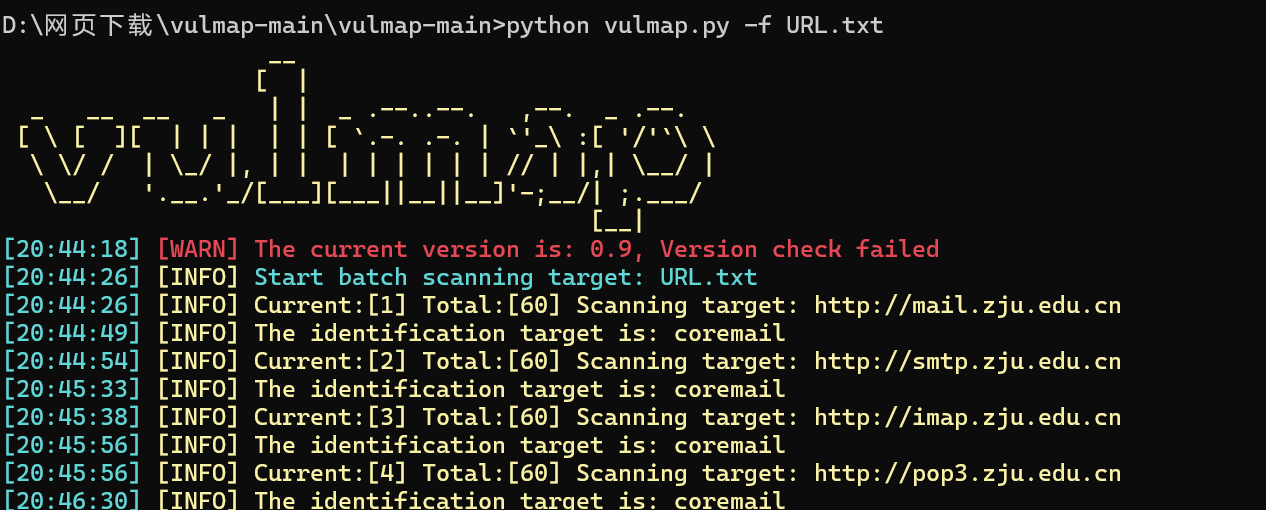 D:\网页下载\vulmap-main\vulmap-main>python vulmap.py -f URL.txt
vulmap
[20:44:18] [WARN] The current version is: 0.9, Version check failed
[20:44:26] [INFO] Start batch scanning target: URL.txt
[20:44:26] [INFO] Current:[1] Total:[60] Scanning target: http://mail.zju.edu.cn
[20:44:49] [INFO] The identification target is: coremail
[20:44:54] [INFO] Current:[2] Total:[60] Scanning target: http://smtp.zju.edu.cn
[20:45:33] [INFO] The identification target is: coremail
[20:45:38] [INFO] Current:[3] Total:[60] Scanning target: http://imap.zju.edu.cn
[20:45:56] [INFO] The identification target is: coremail
[20:45:56] [INFO] Current:[4] Total:[60] Scanning target: http://pop3.zju.edu.cn
[20:46:30] [INFO] The identification target is: coremail